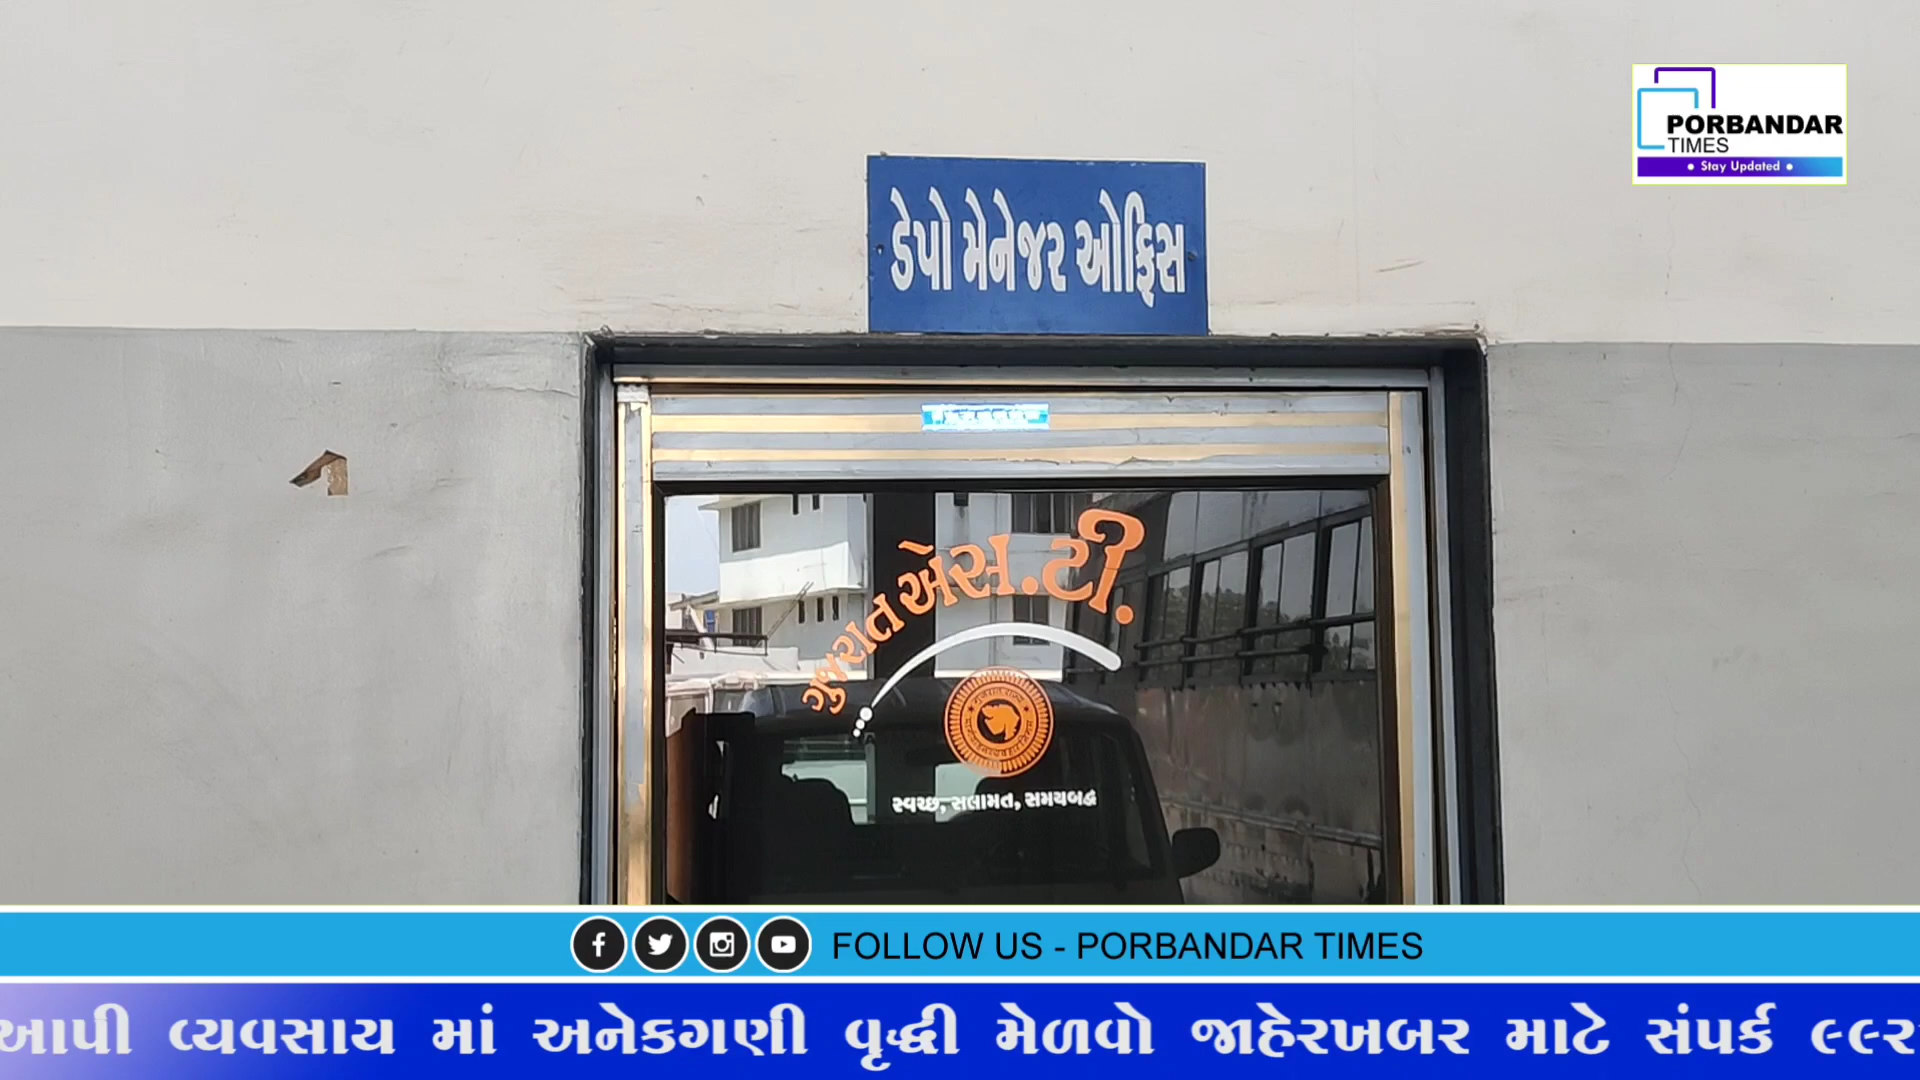 PORBANDAR
TIMES
• Stay Updated •
ડેપો મેનેજર ઓફિસ
ગુજરાત એસ.ટી.
સ્વચ્છ, સલામત, સમયબદ્ધ
FOLLOW US - PORBANDAR TIMES
આપી વ્યવસાય માં અનેકગણી વૃદ્ધી મેળવો જાહેરખબર માટે સંપર્ક ૯૯૨